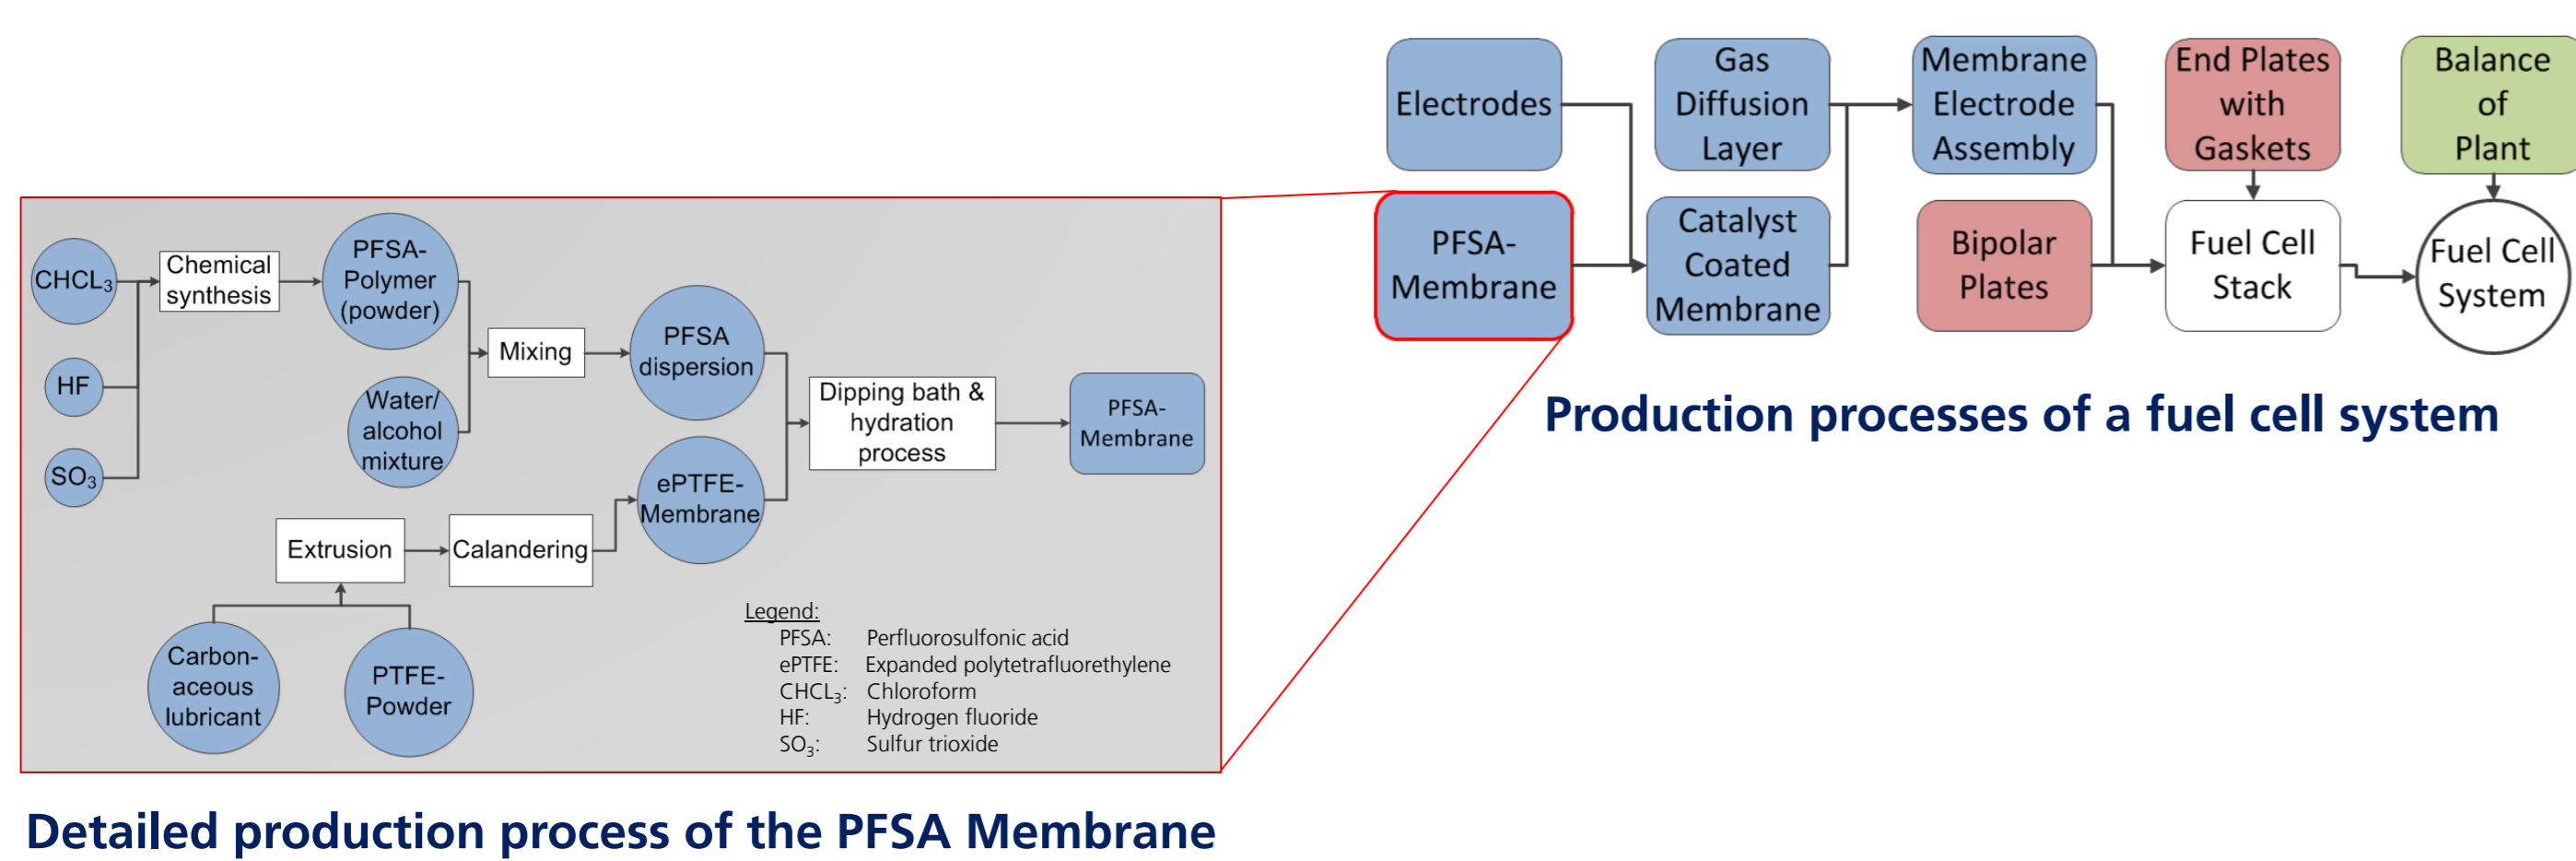 Electrodes
Gas
Diffusion
Layer
Membrane
Electrode
Assembly
End Plates
with
Gaskets
Balance
of
Plant
PFSA-
Membrane
Catalyst
Coated
Membrane
Bipolar
Plates
Fuel Cell
Stack
Fuel Cell
System
Production processes of a fuel cell system
CHCL₃
HF
SO₃
Chemical
synthesis
PFSA-
Polymer
(powder)
Water/
alcohol
mixture
Mixing
PFSA
dispersion
ePTFE-
Membrane
Dipping bath &
hydration
process
PFSA-
Membrane
Extrusion
Calandering
Carbon-
aceous
lubricant
PTFE-
Powder
Legend:
PFSA: Perfluorosulfonic acid
ePTFE: Expanded polytetrafluorethylene
CHCL₃: Chloroform
HF: Hydrogen fluoride
SO₃: Sulfur trioxide
Detailed production process of the PFSA Membrane